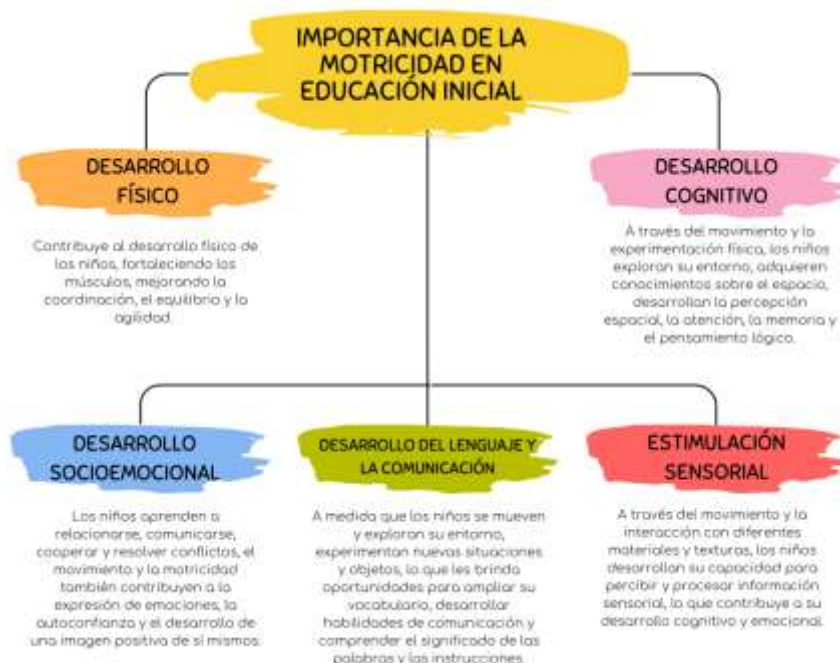 IMPORTANCIA DE LA
MOTRICIDAD EN
EDUCACIÓN INICIAL
DESARROLLO
FÍSICO
Contribuye al desarrollo físico de
los niños, fortaleciendo los
músculos, mejorando la
coordinación, el equilibrio y la
agilidad.
DESARROLLO
COGNITIVO
A través del movimiento y la
experimentación física, los niños
exploran su entorno, adquieren
conocimientos sobre el espacio,
desarrollan la percepción
espacial, la atención, la memoria y
el pensamiento lógico.
DESARROLLO
SOCIOEMOCIONAL
Los niños aprenden a
relacionarse, comunicarse,
cooperar y resolver conflictos, el
movimiento y la motricidad
también contribuyen a la
expresión de emociones, la
autoconfianza y el desarrollo de
una imagen positiva de sí mismos.
DESARROLLO DEL LENGUAJE Y
LA COMUNICACIÓN
A medida que los niños se mueven
y exploran su entorno,
experimentan nuevas situaciones
y objetos, lo que les brinda
oportunidades para ampliar su
vocabulario, desarrollar
habilidades de comunicación y
comprender el significado de las
palabras y las instrucciones.
ESTIMULACIÓN
SENSORIAL
A través del movimiento y la
interacción con diferentes
materiales y texturas, los niños
desarrollan su capacidad para
percibir y procesar información
sensorial, lo que contribuye a su
desarrollo cognitivo y emocional.